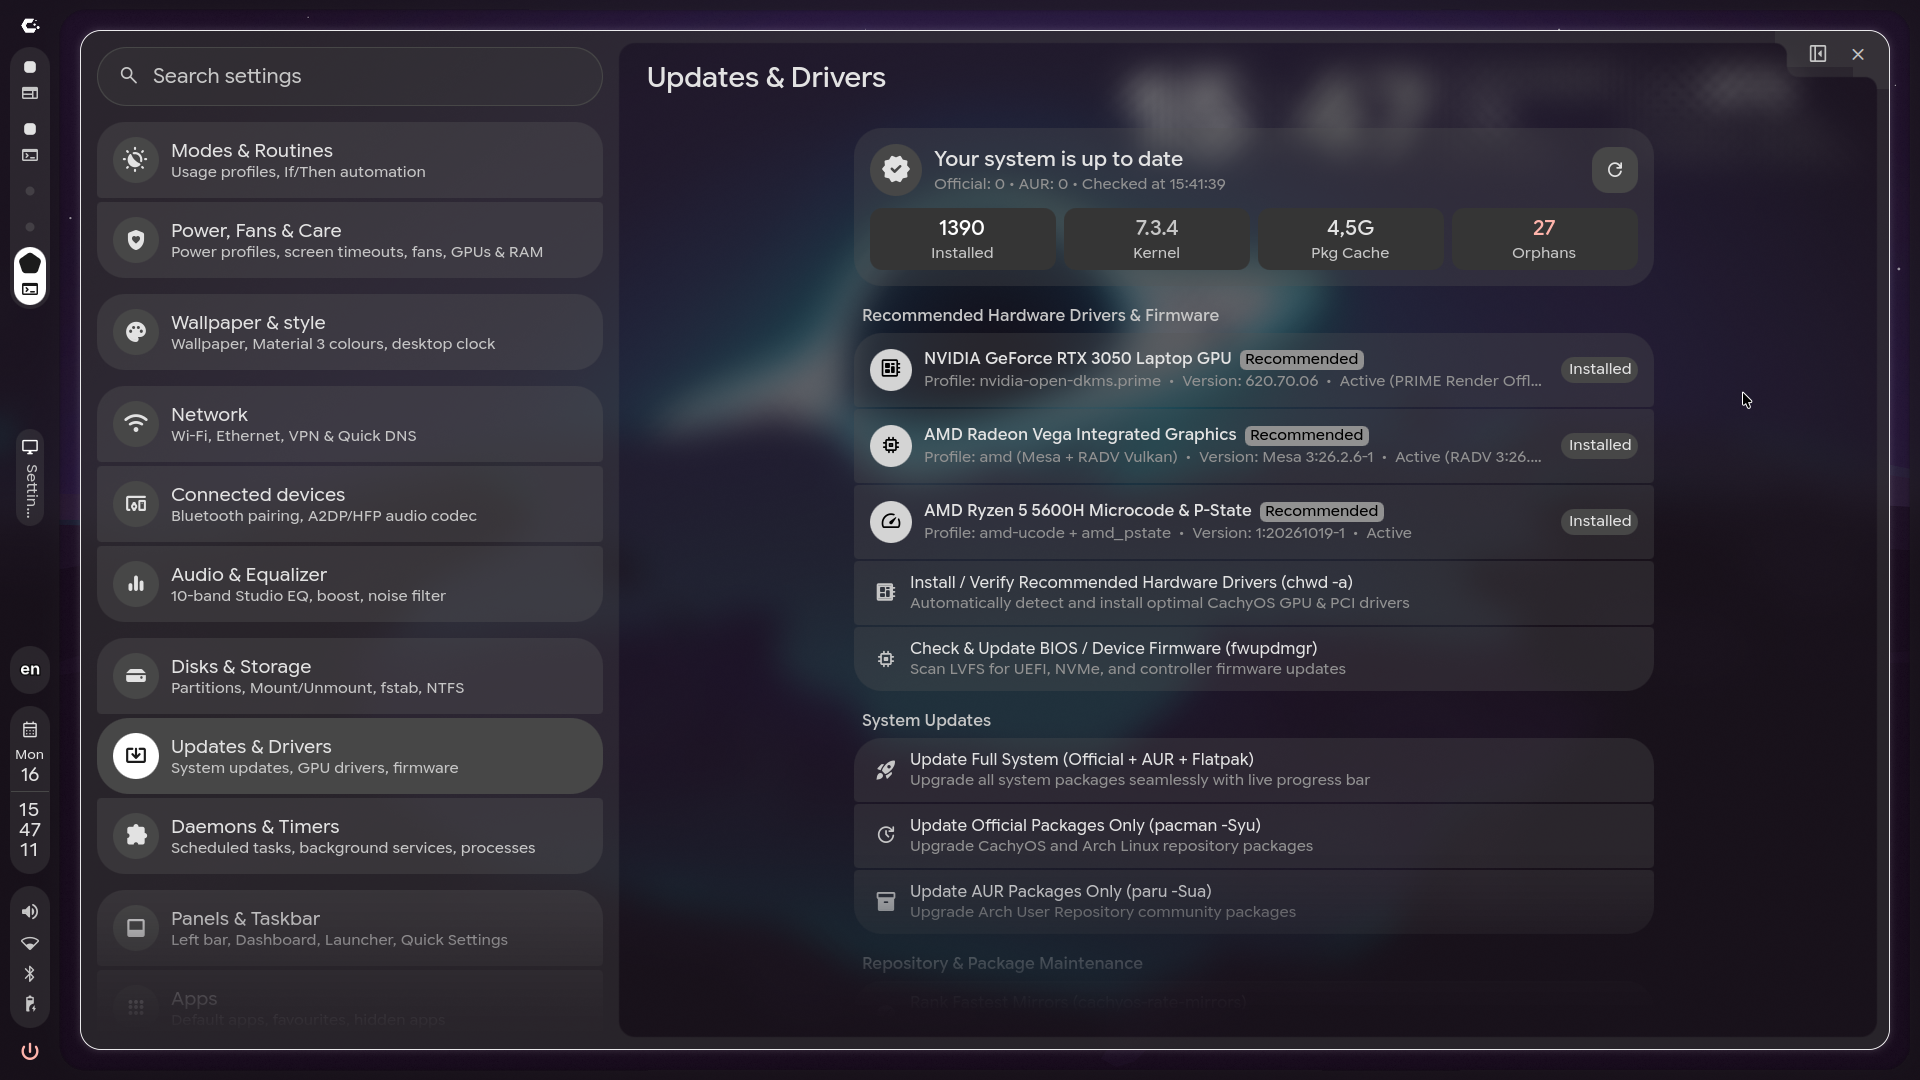 Search settings
Modes & Routines
Usage profiles, If/Then automation
Power, Fans & Care
Power profiles, screen timeouts, fans, GPUs & RAM
Wallpaper & style
Wallpaper, Material 3 colours, desktop clock
Network
Wi-Fi, Ethernet, VPN & Quick DNS
Connected devices
Bluetooth pairing, A2DP/HFP audio codec
Audio & Equalizer
10-band Studio EQ, boost, noise filter
Disks & Storage
Partitions, Mount/Unmount, fstab, NTFS
Updates & Drivers
System updates, GPU drivers, firmware
Daemons & Timers
Scheduled tasks, background services, processes
Panels & Taskbar
Left bar, Dashboard, Launcher, Quick Settings
Apps
Default apps, favourites, hidden apps
Settin...
en
Mon
16
15
47
11
Updates & Drivers
Your system is up to date
Official: 0 • AUR: 0 • Checked at 15:41:39
1390
Installed
7.3.4
Kernel
4,5G
Pkg Cache
27
Orphans
Recommended Hardware Drivers & Firmware
NVIDIA GeForce RTX 3050 Laptop GPU Recommended
Profile: nvidia-open-dkms.prime • Version: 620.70.06 • Active (PRIME Render Offl...
Installed
AMD Radeon Vega Integrated Graphics Recommended
Profile: amd (Mesa + RADV Vulkan) • Version: Mesa 3:26.2.6-1 • Active (RADV 3:26....
Installed
AMD Ryzen 5 5600H Microcode & P-State Recommended
Profile: amd-ucode + amd_pstate • Version: 1:20261019-1 • Active
Installed
Install / Verify Recommended Hardware Drivers (chwd -a)
Automatically detect and install optimal CachyOS GPU & PCI drivers
Check & Update BIOS / Device Firmware (fwupdmgr)
Scan LVFS for UEFI, NVMe, and controller firmware updates
System Updates
Update Full System (Official + AUR + Flatpak)
Upgrade all system packages seamlessly with live progress bar
Update Official Packages Only (pacman -Syu)
Upgrade CachyOS and Arch Linux repository packages
Update AUR Packages Only (paru -Sua)
Upgrade Arch User Repository community packages
Repository & Package Maintenance
Rank Fastest Mirrors (cachyos-rate-mirrors)